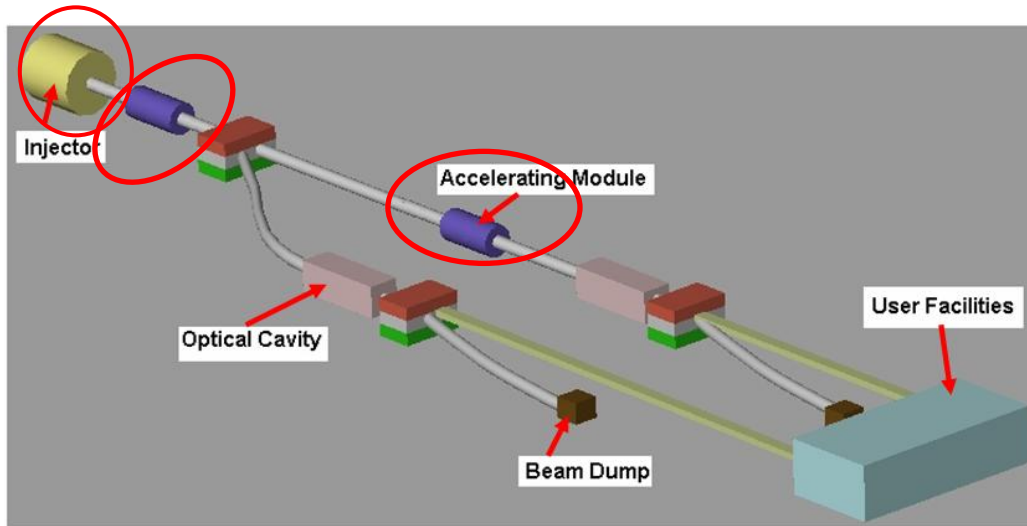 Injector
Accelerating Module
User Facilities
Optical Cavity
Beam Dump